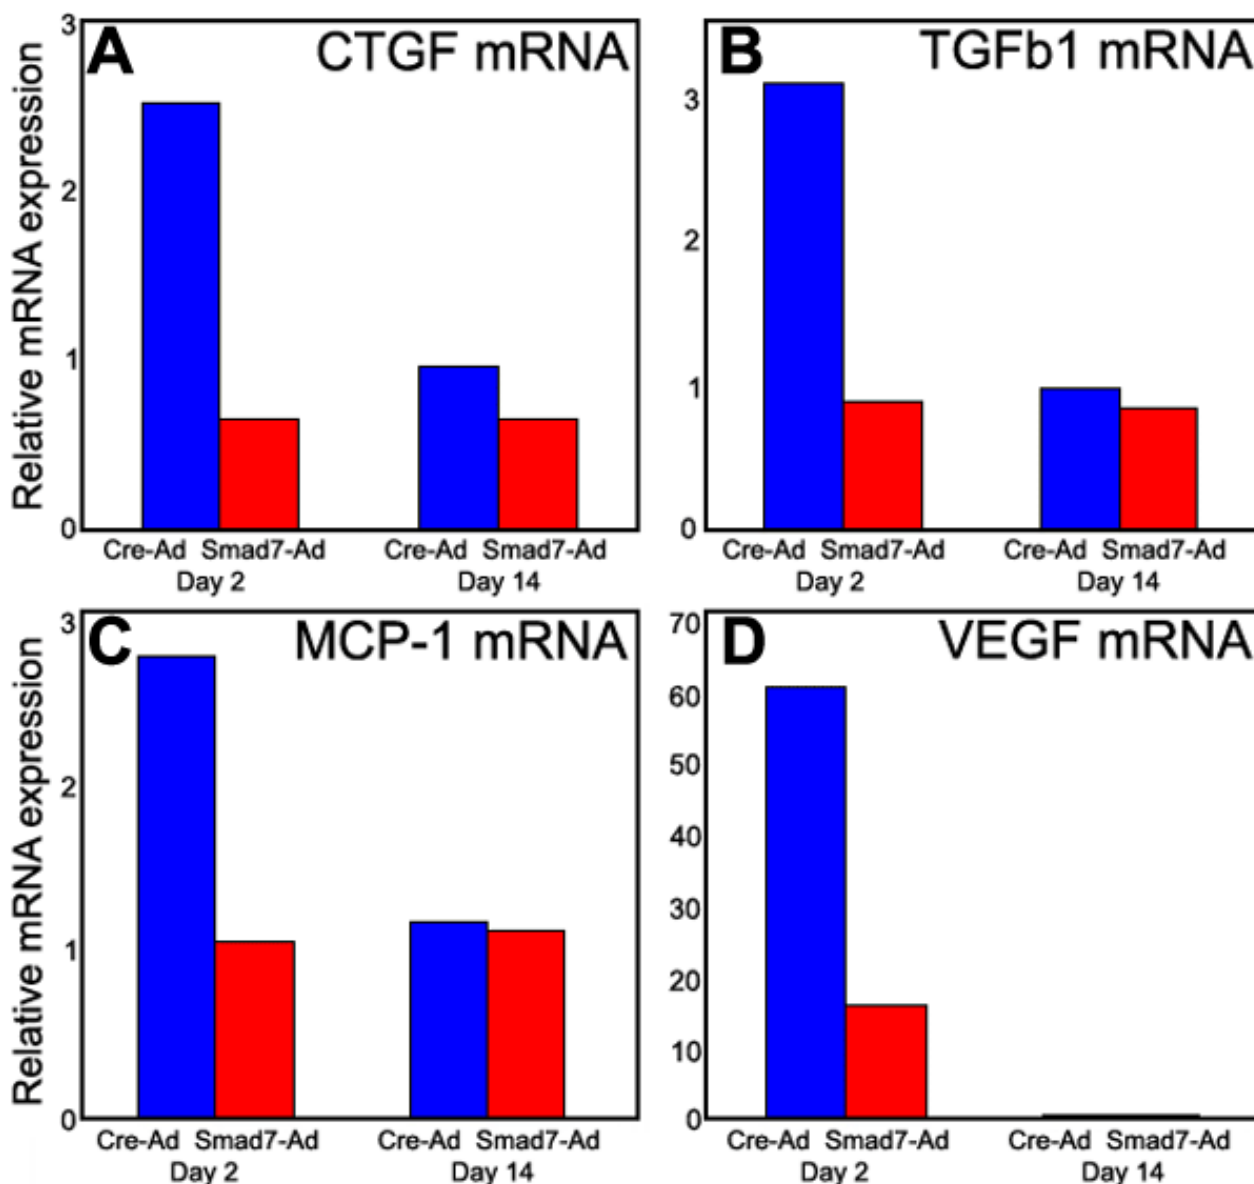 A CTGF mRNA
Relative mRNA expression
3
2
1
0
Cre-Ad Smad7-Ad Cre-Ad Smad7-Ad
Day 2 Day 14
B TGFb1 mRNA
3
2
1
0
Cre-Ad Smad7-Ad Cre-Ad Smad7-Ad
Day 2 Day 14
C MCP-1 mRNA
Relative mRNA expression
3
2
1
0
Cre-Ad Smad7-Ad Cre-Ad Smad7-Ad
Day 2 Day 14
D VEGF mRNA
70
60
50
40
30
20
10
0
Cre-Ad Smad7-Ad Cre-Ad Smad7-Ad
Day 2 Day 14